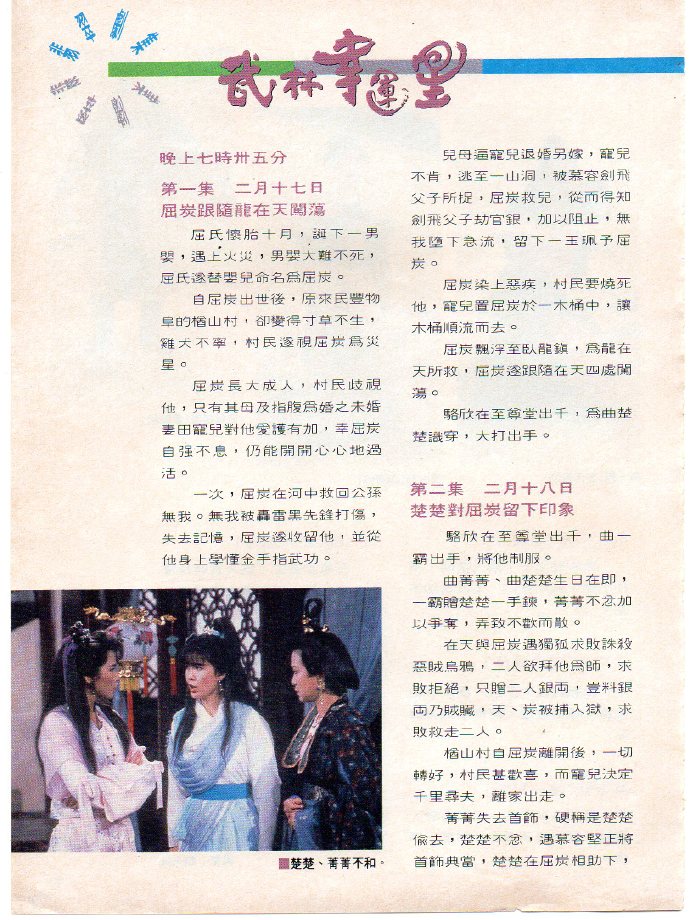 武林幸運星
晚上七時卅五分
第一集　二月十七日
屈炭跟隨龍在天闖蕩
屈氏懷胎十月，誕下一男
嬰，遇上火災，男嬰大難不死，
屈氏遂替嬰兒命名為屈炭。
自屈炭出世後，原來民豐物
阜的楢山村，卻變得寸草不生，
雞犬不寧，村民遂視屈炭為災
星。
屈炭長大成人，村民歧視
他，只有其母及指腹為婚之未婚
妻田寵兒對他愛護有加，幸屈炭
自强不息，仍能開開心心地過
活。
一次，屈炭在河中救回公孫
無我。無我被轟雷黑先鋒打傷，
失去記憶，屈炭遂收留他，並從
他身上學懂金手指武功。
楚楚、菁菁不和。
兒母逼寵兒退婚另嫁，寵兒
不肯，逃至一山洞，被慕容劍飛
父子所捉，屈炭救兒，從而得知
劍飛父子劫官銀，加以阻止，無
我墮下急流，留下一玉珮予屈
炭。
屈炭染上惡疾，村民要燒死
他，寵兒置屈炭於一木桶中，讓
木桶順流而去。
屈炭飄浮至臥龍鎮，為龍在
天所救，屈炭遂跟隨在天四處闖
蕩。
駱欣在至尊堂出千，為曲楚
楚識穿，大打出手。
第二集　二月十八日
楚楚對屈炭留下印象
駱欣在至尊堂出千，曲一
霸出手，將他制服。
曲菁菁、曲楚楚生日在即，
一霸贈楚楚一手鍊，菁菁不忿加
以爭奪，弄致不歡而散。
在天與屈炭遇獨孤求敗誅殺
惡賊烏鴉，二人欲拜他為師，求
敗拒絕，只贈二人銀両，豈料銀
両乃賊贓，天、炭被捕入獄，求
敗救走二人。
楢山村自屈炭離開後，一切
轉好，村民甚歡喜，而寵兒決定
千里尋夫，離家出走。
菁菁失去首飾，硬稱是楚楚
偷去，楚楚不忿，遇慕容堅正將
首飾典當，楚楚在屈炭相助下，